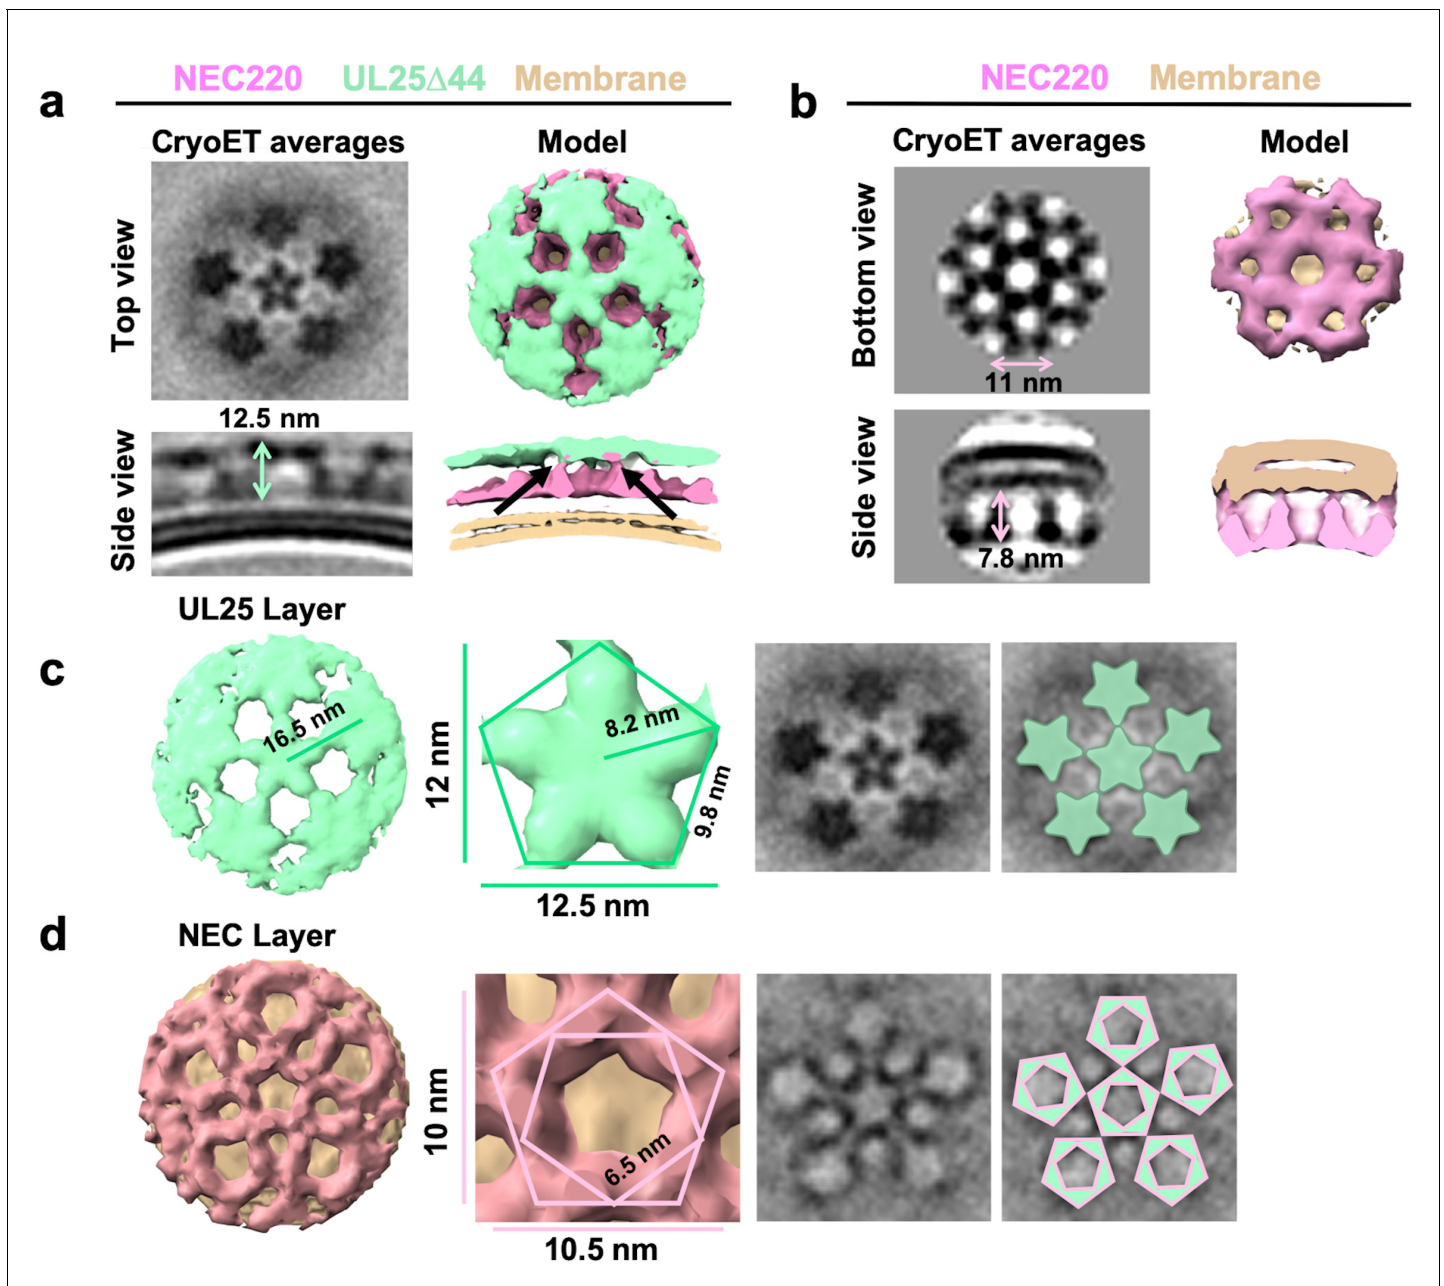 a
NEC220 UL25Δ44 Membrane
CryoET averages
Model
Top view
12.5 nm
Side view
b
NEC220 Membrane
CryoET averages
Model
Bottom view
11 nm
Side view
7.8 nm
c
UL25 Layer
16.5 nm
12 nm
8.2 nm
9.8 nm
12.5 nm
d
NEC Layer
10 nm
6.5 nm
10.5 nm